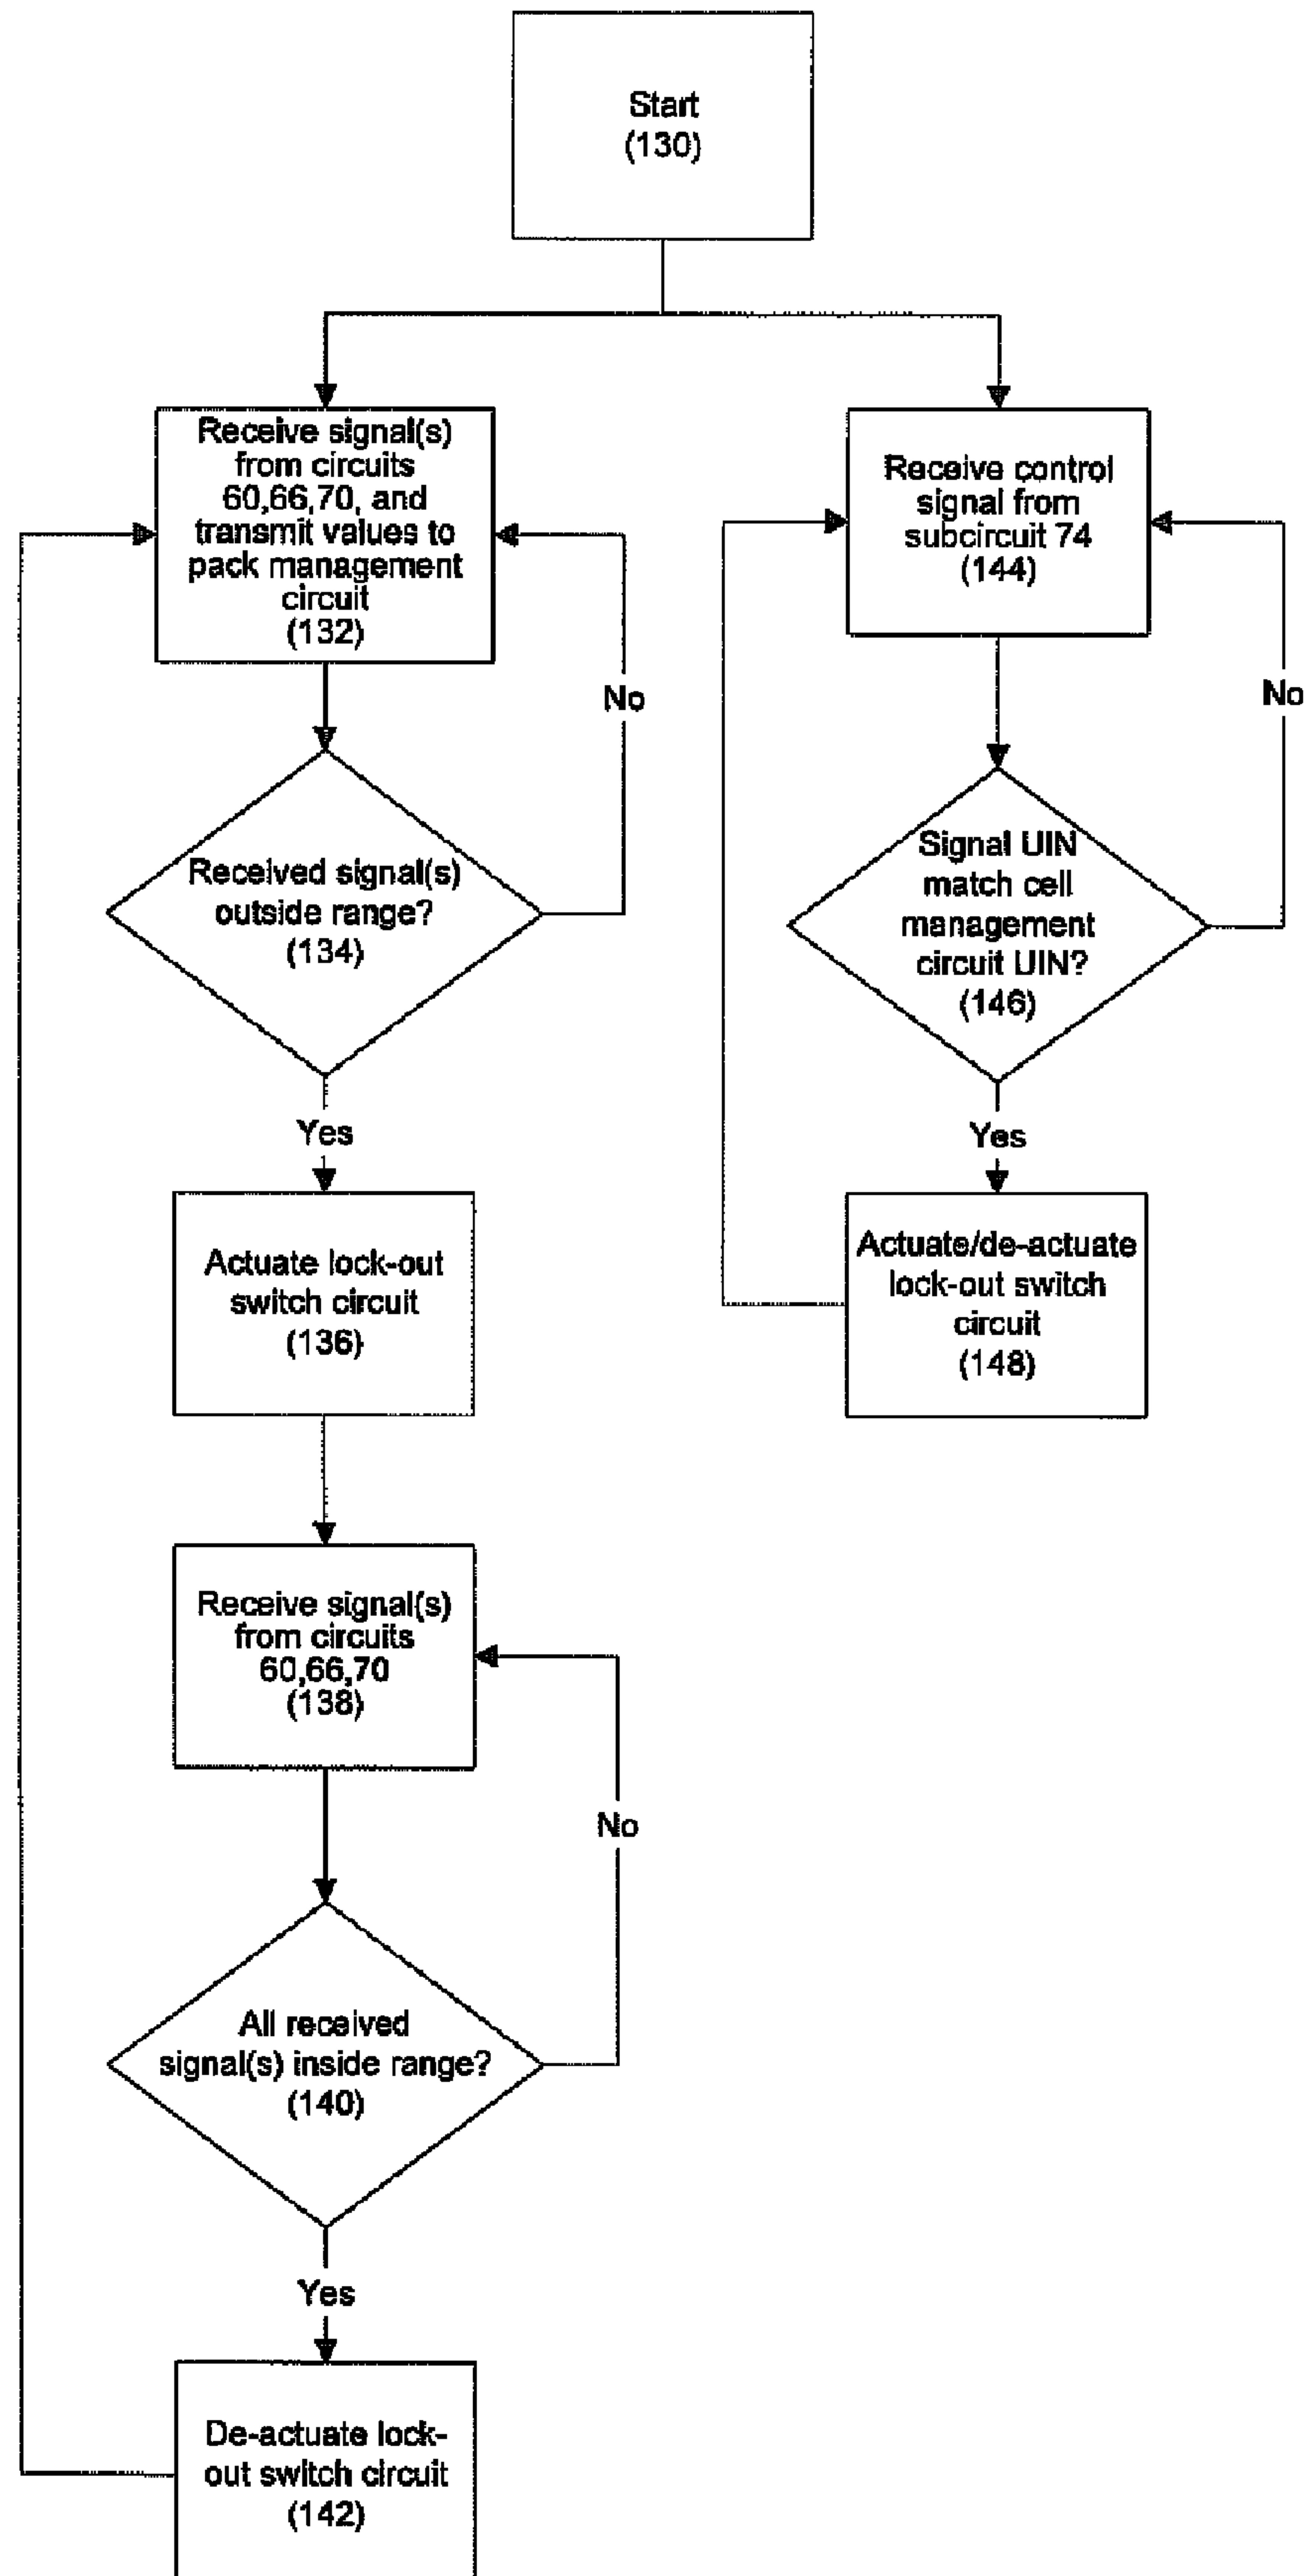 Start
(130)
Receive signal(s)
from circuits
60,66,70, and
transmit values to
pack management
circuit
(132)
No
Received signal(s)
outside range?
(134)
Yes
Actuate lock-out
switch circuit
(136)
Receive signal(s)
from circuits
60,66,70
(138)
No
All received
signal(s) inside range?
(140)
Yes
De-actuate lock-
out switch circuit
(142)
Receive control
signal from
subcircuit 74
(144)
No
Signal UIN
match cell
management
circuit UIN?
(146)
Yes
Actuate/de-actuate
lock-out switch
circuit
(148)